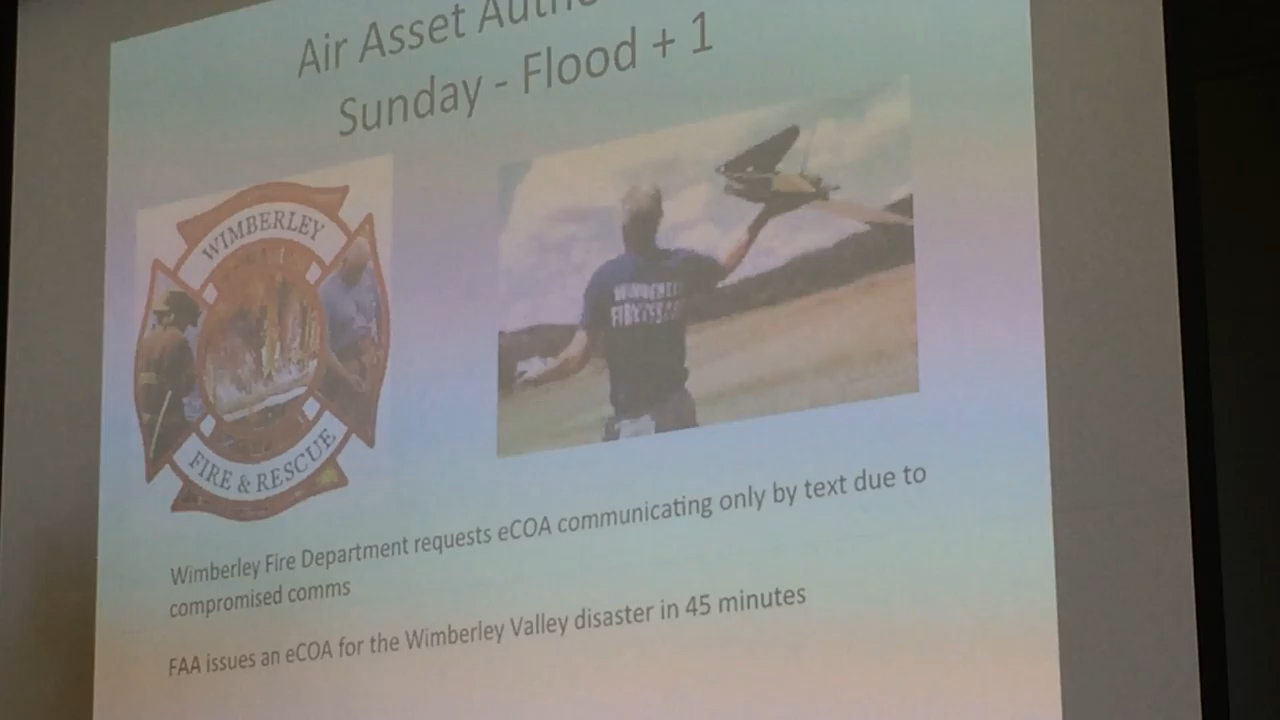 Air Asset
Sunday - Flood + 1
WIMBERLEY
FIRE & RESCUE
Wimberley Fire Department requests eCOA communicating only by text due to
compromised comms
FAA issues an eCOA for the Wimberley Valley disaster in 45 minutes